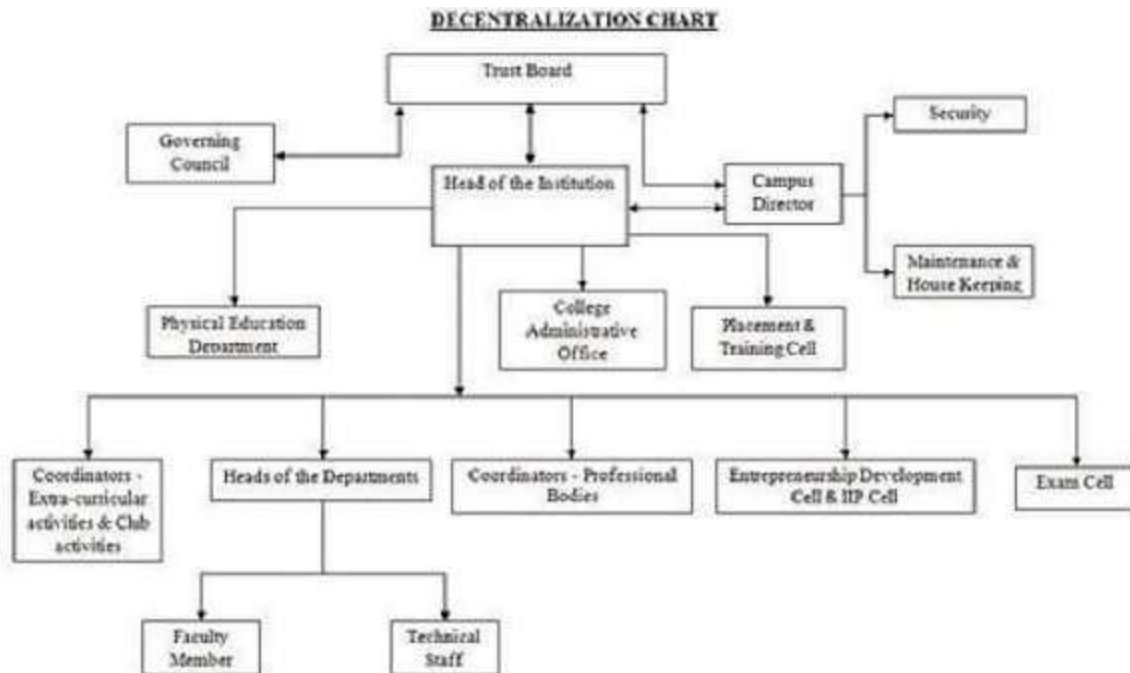 DECENTRALIZATION CHART
Trust Board
Security
Governing
Council
Head of the Institution
Campus
Director
Maintenance &
House Keeping
Physical Education
Department
College
Administrative
Office
Placement &
Training Cell
Coordinators -
Extra-curricular
activities & Club
activities
Heads of the Departments
Coordinators - Professional
Bodies
Entrepreneurship Development
Cell & IIP Cell
Exam Cell
Faculty
Member
Technical
Staff